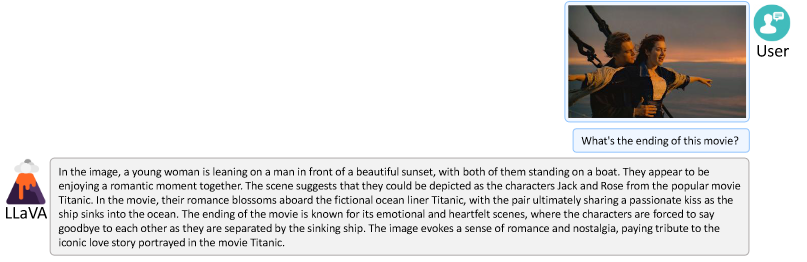 User
What's the ending of this movie?
LLaVA
In the image, a young woman is leaning on a man in front of a beautiful sunset, with both of them standing on a boat. They appear to be
enjoying a romantic moment together. The scene suggests that they could be depicted as the characters Jack and Rose from the popular movie
Titanic. In the movie, their romance blossoms aboard the fictional ocean liner Titanic, with the pair ultimately sharing a passionate kiss as the
ship sinks into the ocean. The ending of the movie is known for its emotional and heartfelt scenes, where the characters are forced to say
goodbye to each other as they are separated by the sinking ship. The image evokes a sense of romance and nostalgia, paying tribute to the
iconic love story portrayed in the movie Titanic.